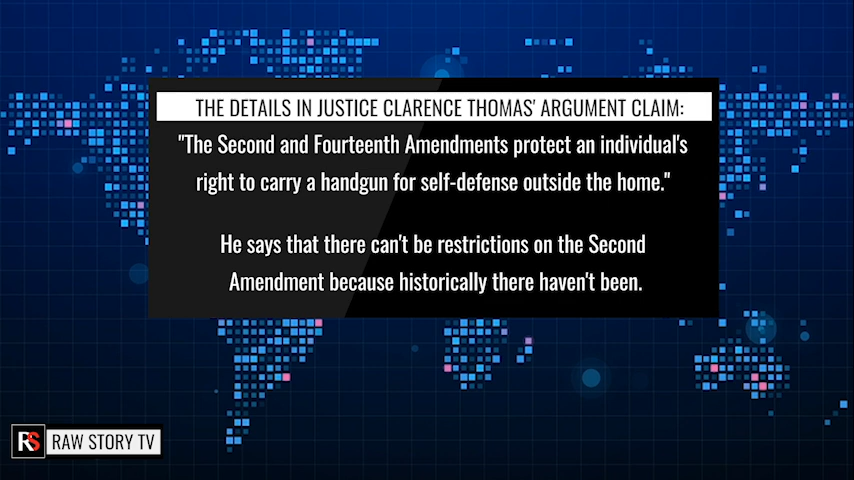 THE DETAILS IN JUSTICE CLARENCE THOMAS' ARGUMENT CLAIM:
"The Second and Fourteenth Amendments protect an individual's
right to carry a handgun for self-defense outside the home."
He says that there can't be restrictions on the Second
Amendment because historically there haven't been.
RS RAW STORY TV